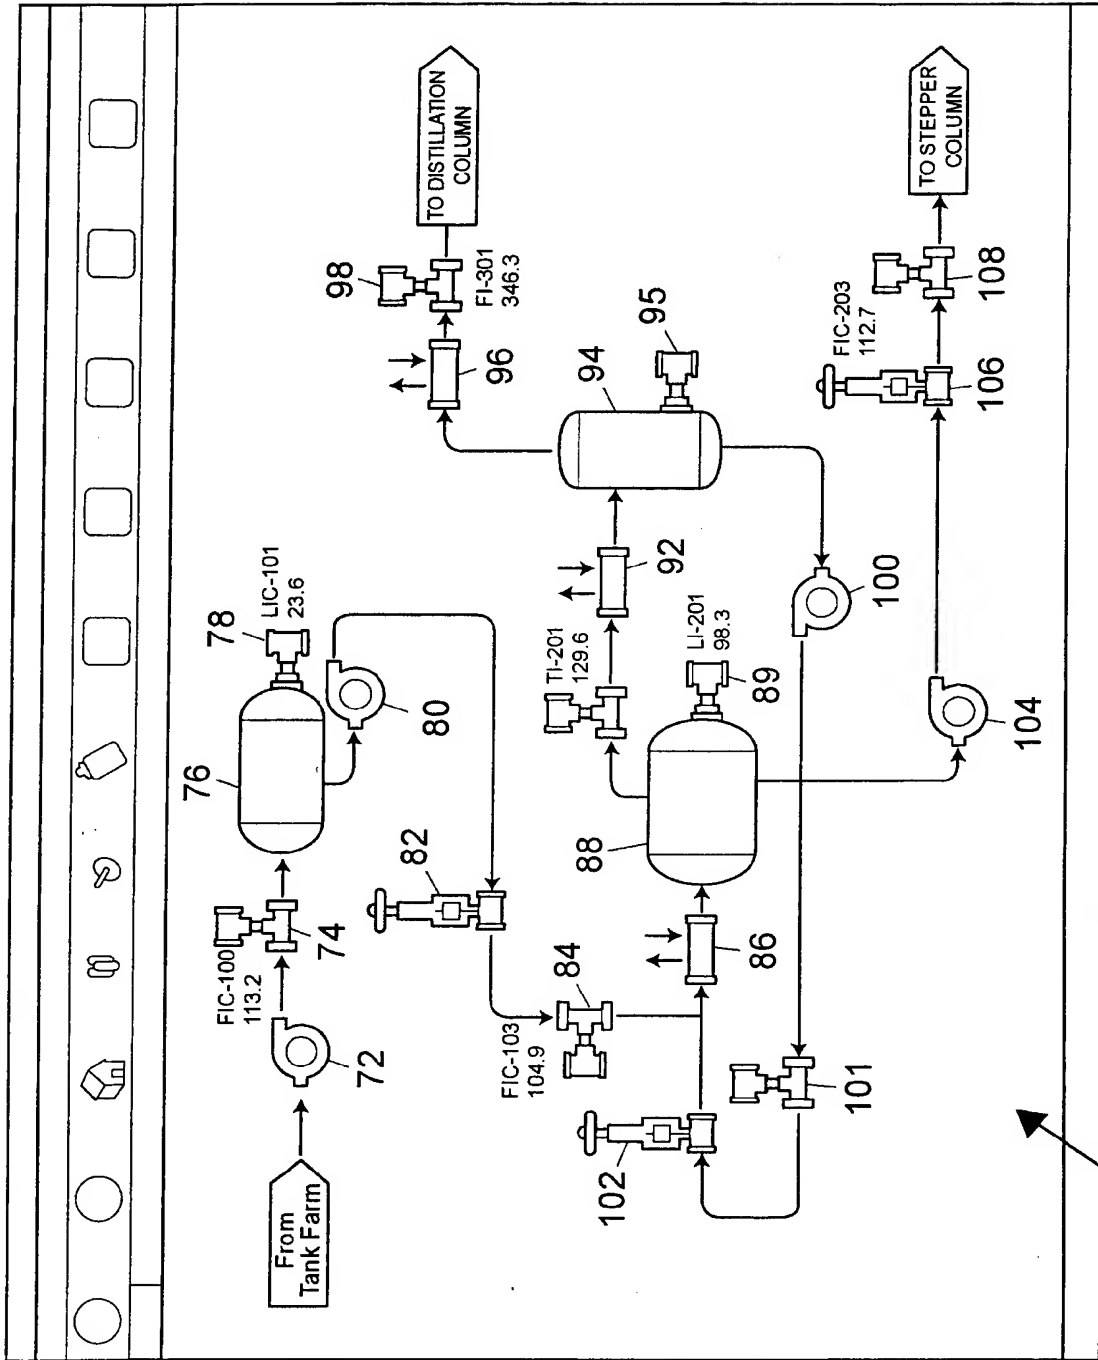 From
Tank Farm
72
FIC-100
113.2
74
76
78
LIC-101
23.6
80
82
FIC-103
104.9
84
102
86
88
TI-201
129.6
LI-201
98.3
89
92
94
95
96
98
FI-301
346.3
TO DISTILLATION
COLUMN
100
101
104
FIC-203
112.7
106
108
TO STEPPER
COLUMN